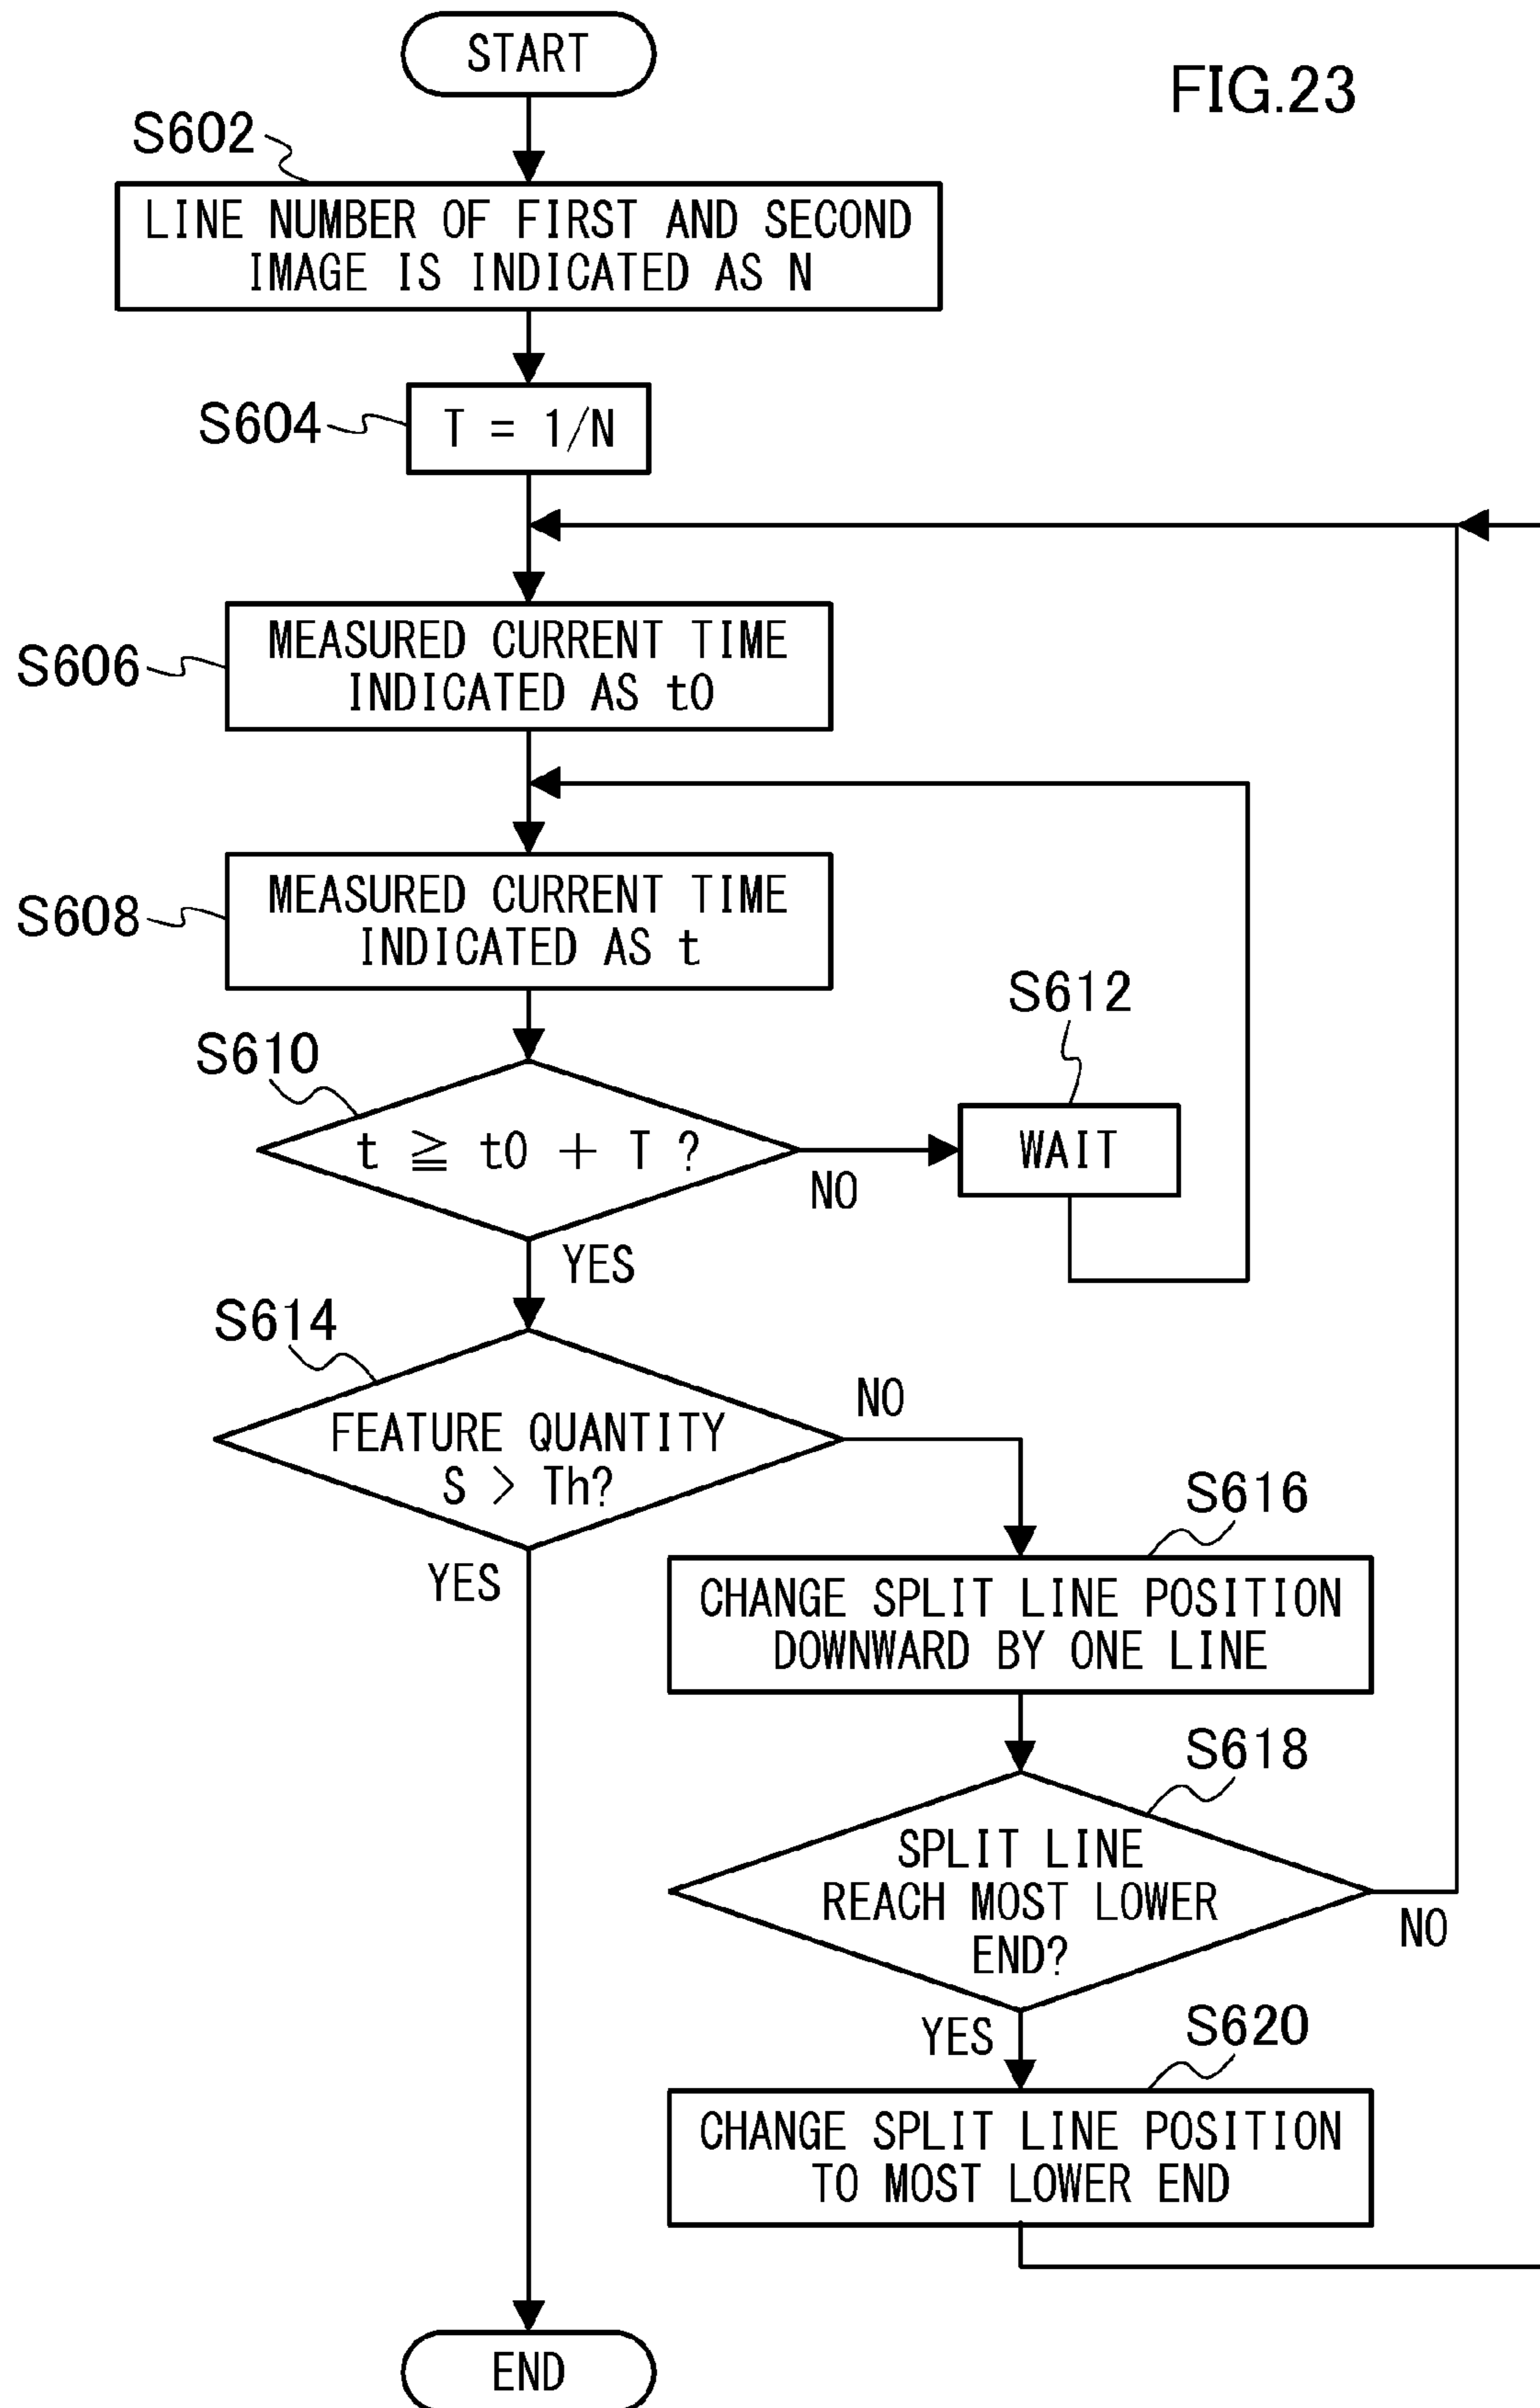 START
FIG.23
S602
LINE NUMBER OF FIRST AND SECOND
IMAGE IS INDICATED AS N
S604
T = 1/N
S606
MEASURED CURRENT TIME
INDICATED AS t0
S608
MEASURED CURRENT TIME
INDICATED AS t
S612
S610
t ≧ t0 + T ?
WAIT
NO
YES
S614
NO
FEATURE QUANTITY
S > Th?
S616
YES
CHANGE SPLIT LINE POSITION
DOWNWARD BY ONE LINE
S618
SPLIT LINE
REACH MOST LOWER
END?
NO
S620
YES
CHANGE SPLIT LINE POSITION
TO MOST LOWER END
END